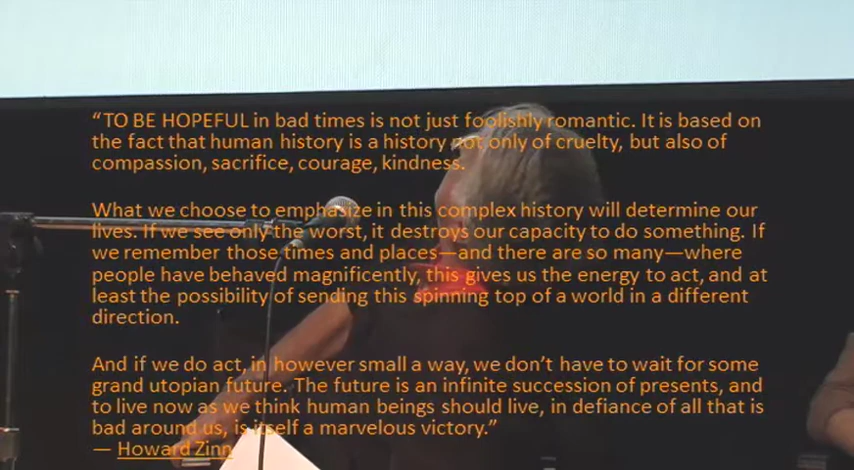 “TO BE HOPEFUL in bad times is not just foolishly romantic. It is based on
the fact that human history is a history not only of cruelty, but also of
compassion, sacrifice, courage, kindness.
What we choose to emphasize in this complex history will determine our
lives. If we see only the worst, it destroys our capacity to do something. If
we remember those times and places—and there are so many—where
people have behaved magnificently, this gives us the energy to act, and at
least the possibility of sending this spinning top of a world in a different
direction.
And if we do act, in however small a way, we don’t have to wait for some
grand utopian future. The future is an infinite succession of presents, and
to live now as we think human beings should live, in defiance of all that is
bad around us, is itself a marvelous victory.”
— Howard Zinn